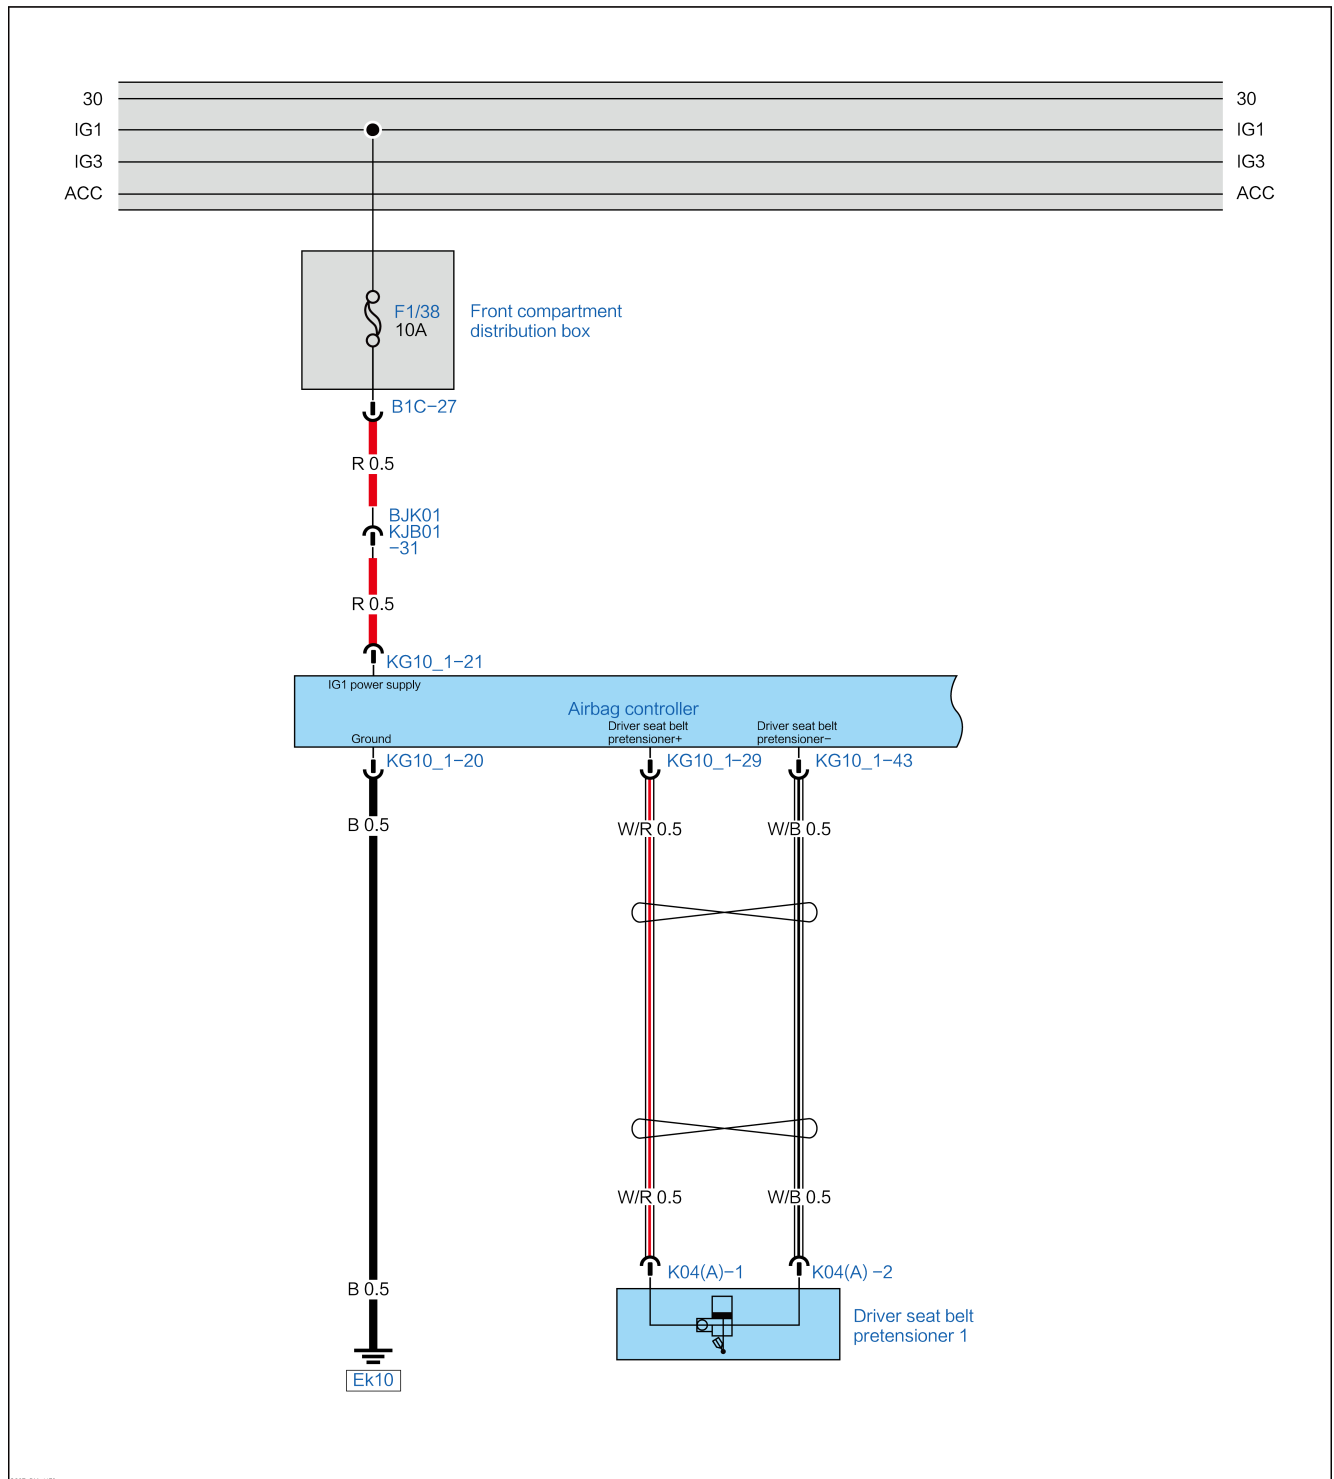 30
30
IG1
IG1
IG3
IG3
ACC
ACC
F1/38
10A
Front compartment
distribution box
B1C-27
R 0.5
BJK01
KJB01
-31
R 0.5
KG10_1-21
IG1 power supply
Airbag controller
Ground
Driver seat belt
pretensioner+
Driver seat belt
pretensioner-
KG10_1-20
KG10_1-29
KG10_1-43
B 0.5
W/R 0.5
W/B 0.5
W/R 0.5
W/B 0.5
K04(A)-1
K04(A) -2
B 0.5
Driver seat belt
pretensioner 1
Ek10